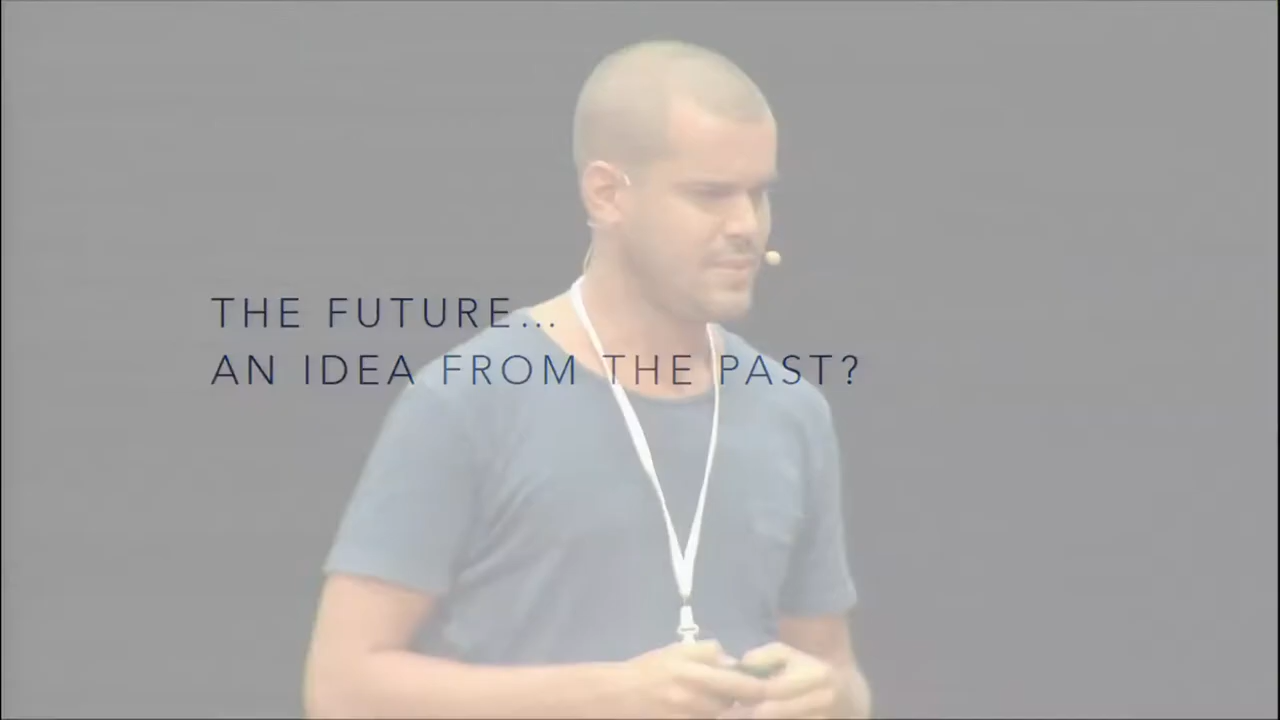 THE FUTURE...
AN IDEA FROM THE PAST?